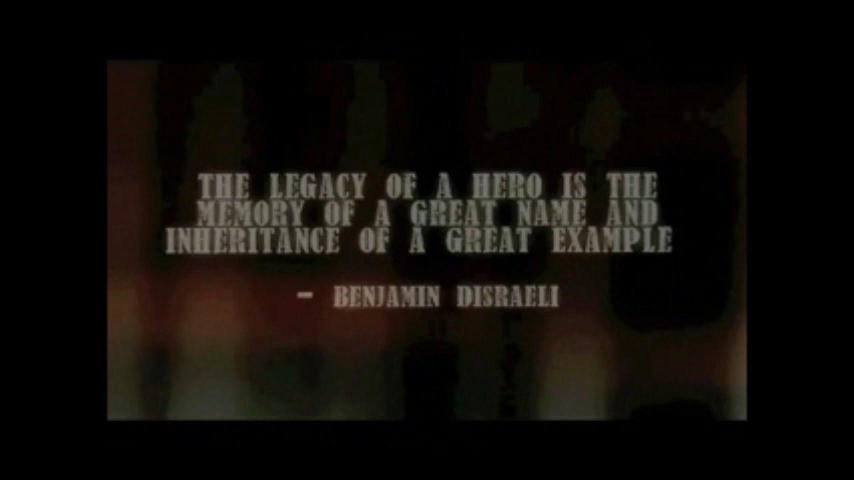 THE LEGACY OF A HERO IS THE
MEMORY OF A GREAT NAME AND
INHERITANCE OF A GREAT EXAMPLE
- BENJAMIN DISRAELI